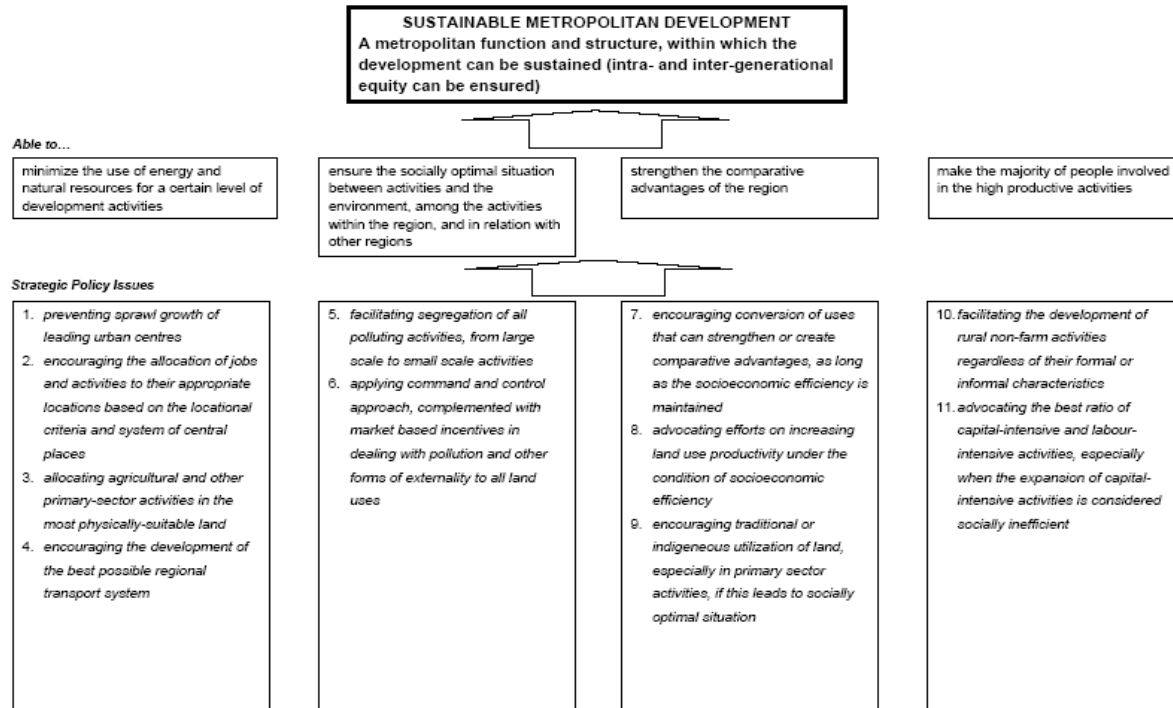 SUSTAINABLE METROPOLITAN DEVELOPMENT
A metropolitan function and structure, within which the
development can be sustained (intra- and inter-generational
equity can be ensured)
Able to...
minimize the use of energy and
natural resources for a certain level of
development activities
ensure the socially optimal situation
between activities and the
environment, among the activities
within the region, and in relation with
other regions
strengthen the comparative
advantages of the region
make the majority of people involved
in the high productive activities
Strategic Policy Issues
1. preventing sprawl growth of
leading urban centres
2. encouraging the allocation of jobs
and activities to their appropriate
locations based on the locational
criteria and system of central
places
3. allocating agricultural and other
primary-sector activities in the
most physically-suitable land
4. encouraging the development of
the best possible regional
transport system
5. facilitating segregation of all
polluting activities, from large
scale to small scale activities
6. applying command and control
approach, complemented with
market based incentives in
dealing with pollution and other
forms of externality to all land
uses
7. encouraging conversion of uses
that can strengthen or create
comparative advantages, as long
as the socioeconomic efficiency is
maintained
8. advocating efforts on increasing
land use productivity under the
condition of socioeconomic
efficiency
9. encouraging traditional or
indigeneous utilization of land,
especially in primary sector
activities, if this leads to socially
optimal situation
10. facilitating the development of
rural non-farm activities
regardless of their formal or
informal characteristics
11. advocating the best ratio of
capital-intensive and labour-
intensive activities, especially
when the expansion of capital-
intensive activities is considered
socially inefficient